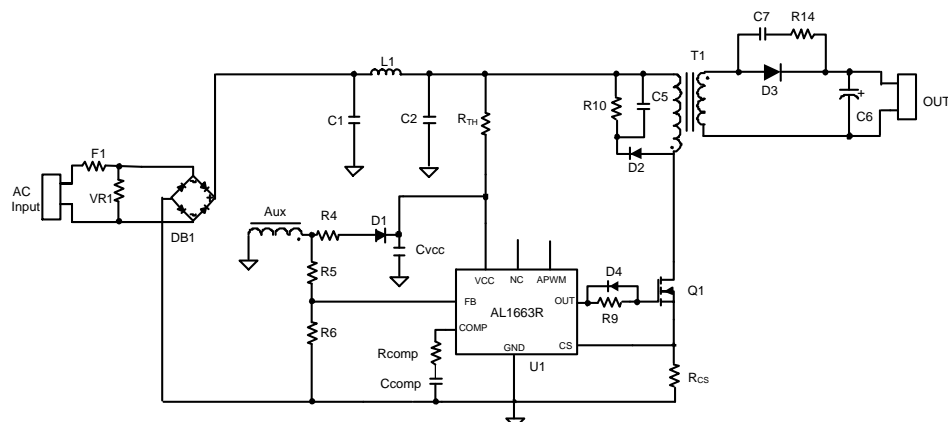 C7
R14
T1
L1
D3
C5
R10
C1
C2
RTH
C6
+
OUT
D2
F1
AC
Input
VR1
DB1
+
Aux
R4
D1
Cvcc
R5
R6
VCC
NC
APWM
FB
OUT
AL1663R
COMP
GND
CS
U1
D4
R9
Q1
Rcomp
Ccomp
RCS